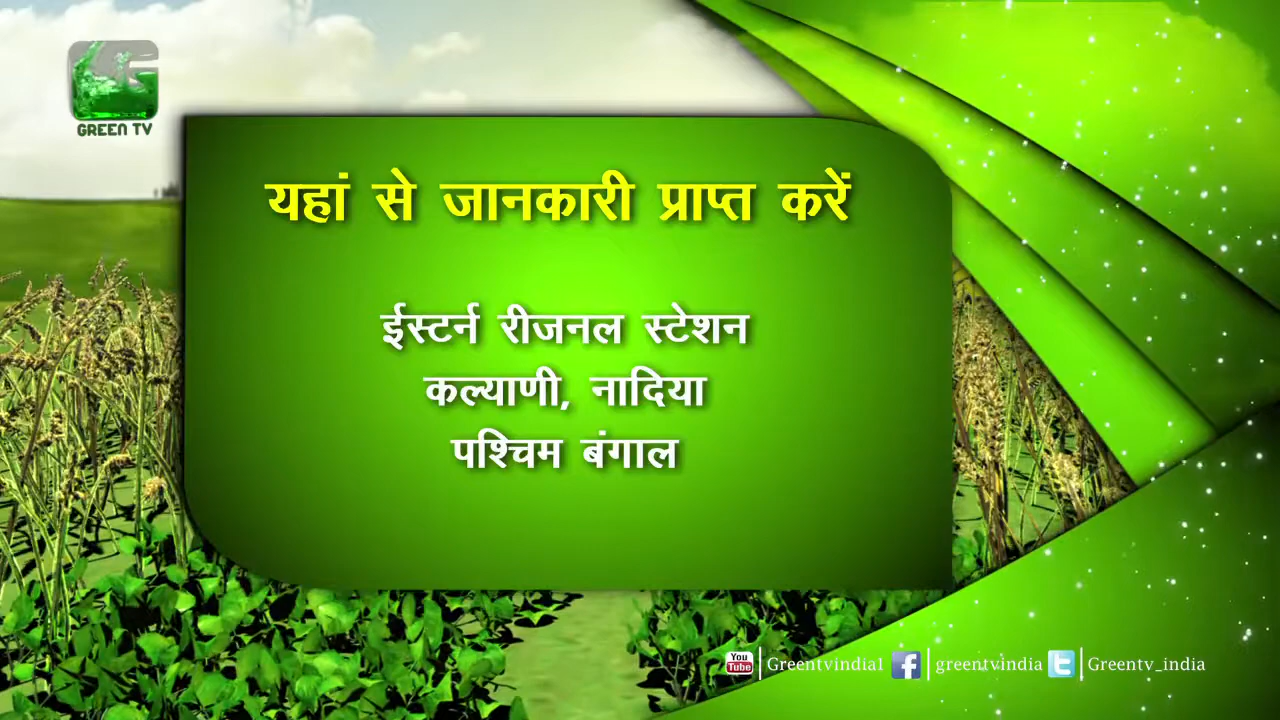 GREEN TV
यहां से जानकारी प्राप्त करें
ईस्टर्न रीजनल स्टेशन
कल्याणी, नादिया
पश्चिम बंगाल
You Tube Greentvindia1 f greentvindia t Greentv_india